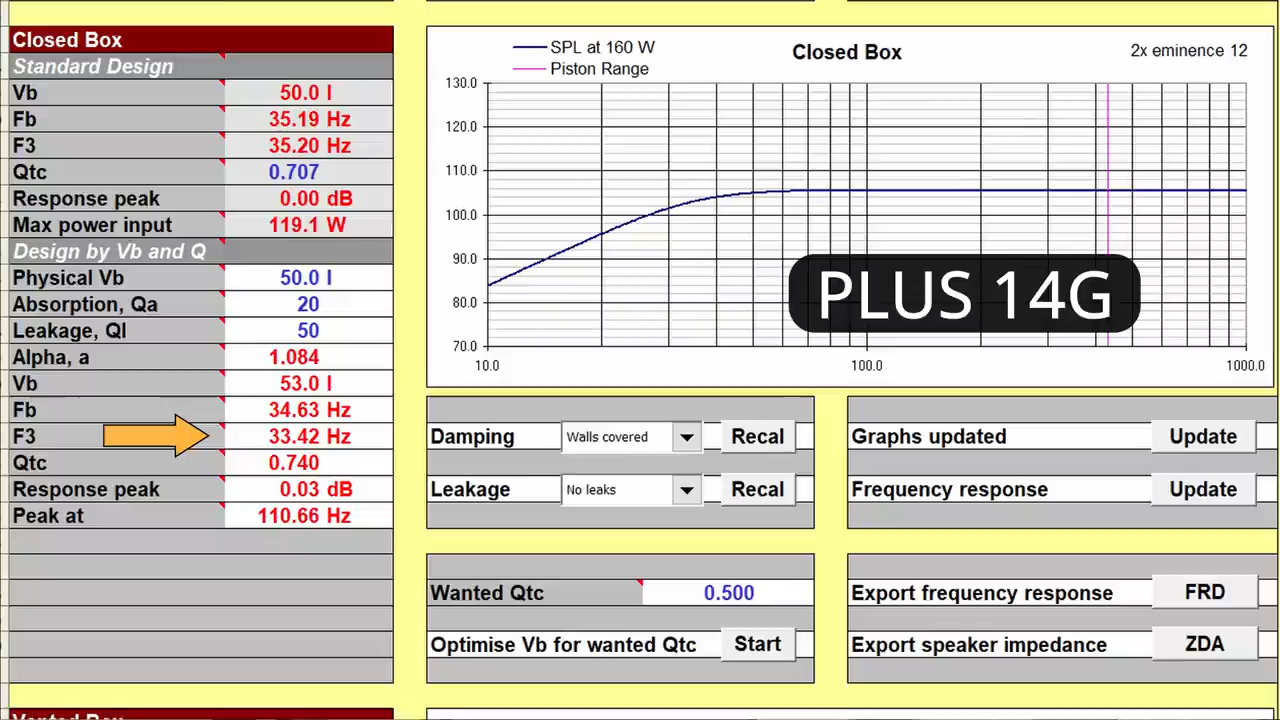 Closed Box
Standard Design
Vb 50.0 l
Fb 35.19 Hz
F3 35.20 Hz
Qtc 0.707
Response peak 0.00 dB
Max power input 119.1 W
Design by Vb and Q
Physical Vb 50.0 l
Absorption, Qa 20
Leakage, Ql 50
Alpha, a 1.084
Vb 53.0 l
Fb 34.63 Hz
F3 33.42 Hz
Qtc 0.740
Response peak 0.03 dB
Peak at 110.66 Hz
SPL at 160 W
Piston Range
Closed Box
2x eminence 12
130.0
120.0
110.0
100.0
90.0
80.0
70.0
10.0 100.0 1000.0
PLUS 14G
Damping Walls covered Recal
Leakage No leaks Recal
Graphs updated Update
Frequency response Update
Wanted Qtc 0.500
Optimise Vb for wanted Qtc Start
Export frequency response FRD
Export speaker impedance ZDA
Vented Box